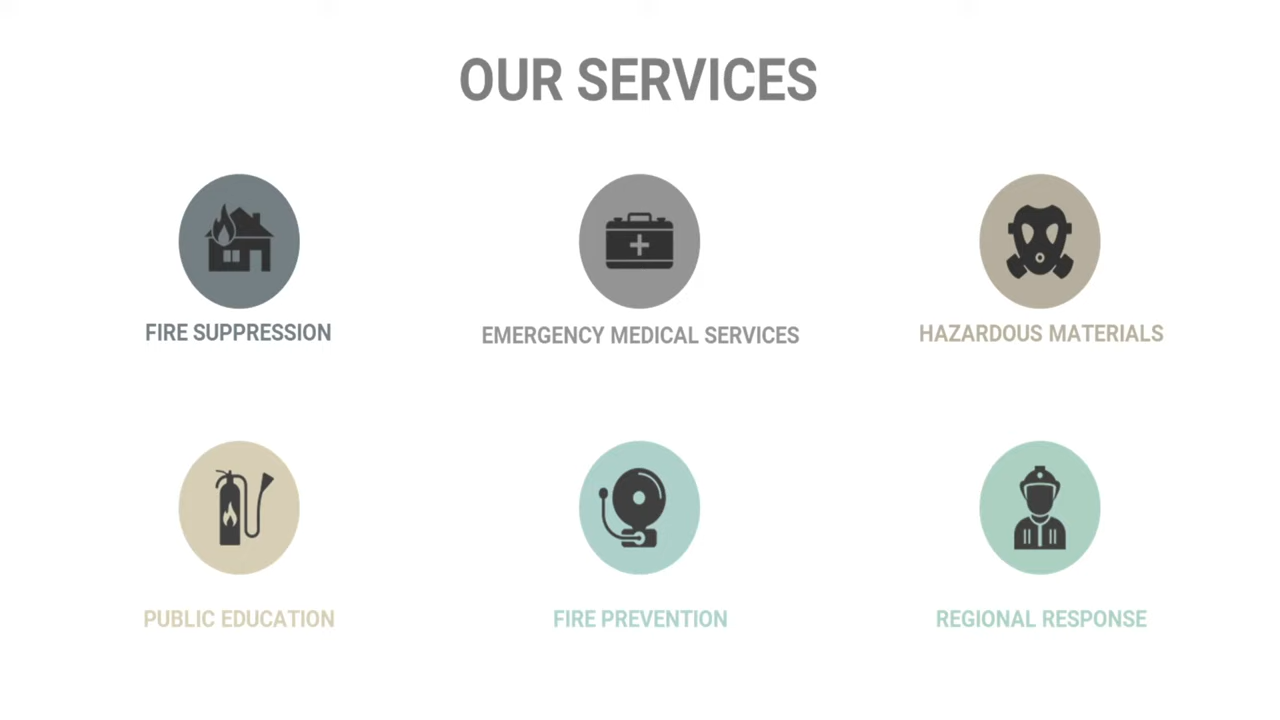 OUR SERVICES
FIRE SUPPRESSION
EMERGENCY MEDICAL SERVICES
HAZARDOUS MATERIALS
PUBLIC EDUCATION
FIRE PREVENTION
REGIONAL RESPONSE